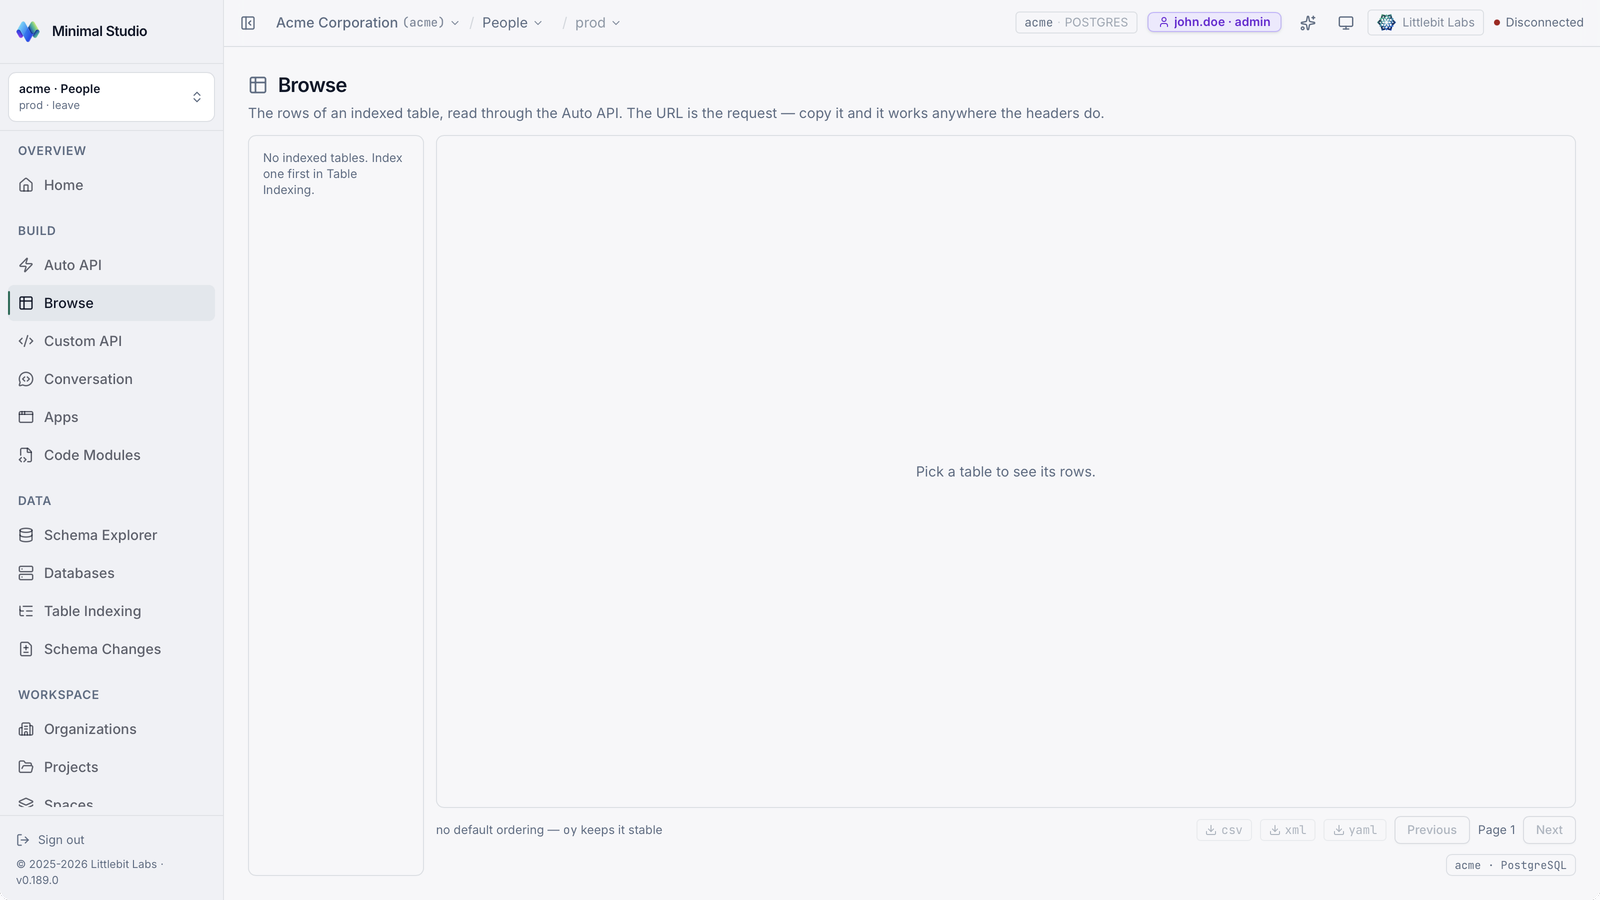 Minimal Studio
acme · People
prod · leave
OVERVIEW
Home
BUILD
Auto API
Browse
Custom API
Conversation
Apps
Code Modules
DATA
Schema Explorer
Databases
Table Indexing
Schema Changes
WORKSPACE
Organizations
Projects
Spaces
Sign out
© 2025-2026 Littlebit Labs ·
v0.189.0
Acme Corporation (acme) / People / prod
acme · POSTGRES
john.doe · admin
Littlebit Labs
Disconnected
Browse
The rows of an indexed table, read through the Auto API. The URL is the request — copy it and it works anywhere the headers do.
No indexed tables. Index
one first in Table
Indexing.
Pick a table to see its rows.
no default ordering — oy keeps it stable
csv
xml
yaml
Previous
Page 1
Next
acme · PostgreSQL